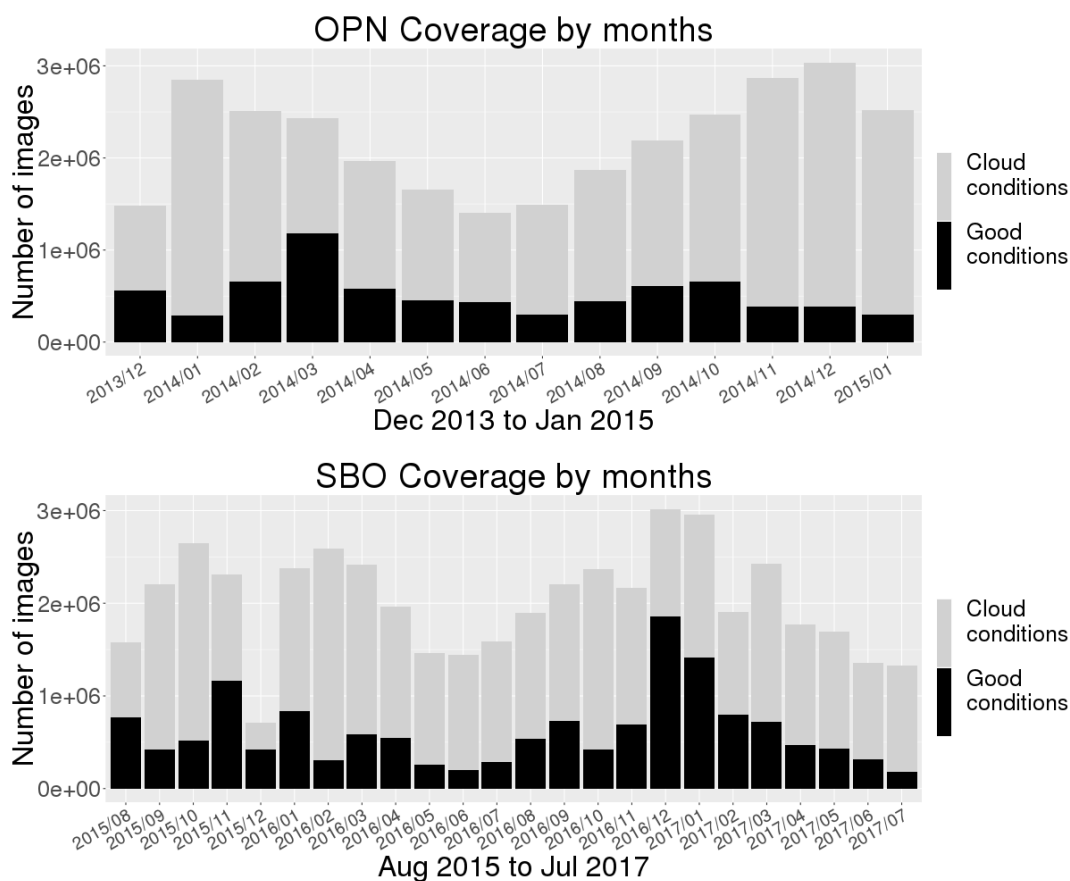 OPN Coverage by months
Number of images
3e+06
2e+06
1e+06
0e+00
2013/12 2014/01 2014/02 2014/03 2014/04 2014/05 2014/06 2014/07 2014/08 2014/09 2014/10 2014/11 2014/12 2015/01
Dec 2013 to Jan 2015
Cloud
conditions
Good
conditions
SBO Coverage by months
Number of images
3e+06
2e+06
1e+06
0e+00
2015/08 2015/09 2015/10 2015/11 2015/12 2016/01 2016/02 2016/03 2016/04 2016/05 2016/06 2016/07 2016/08 2016/09 2016/10 2016/11 2016/12 2017/01 2017/02 2017/03 2017/04 2017/05 2017/06 2017/07
Aug 2015 to Jul 2017
Cloud
conditions
Good
conditions